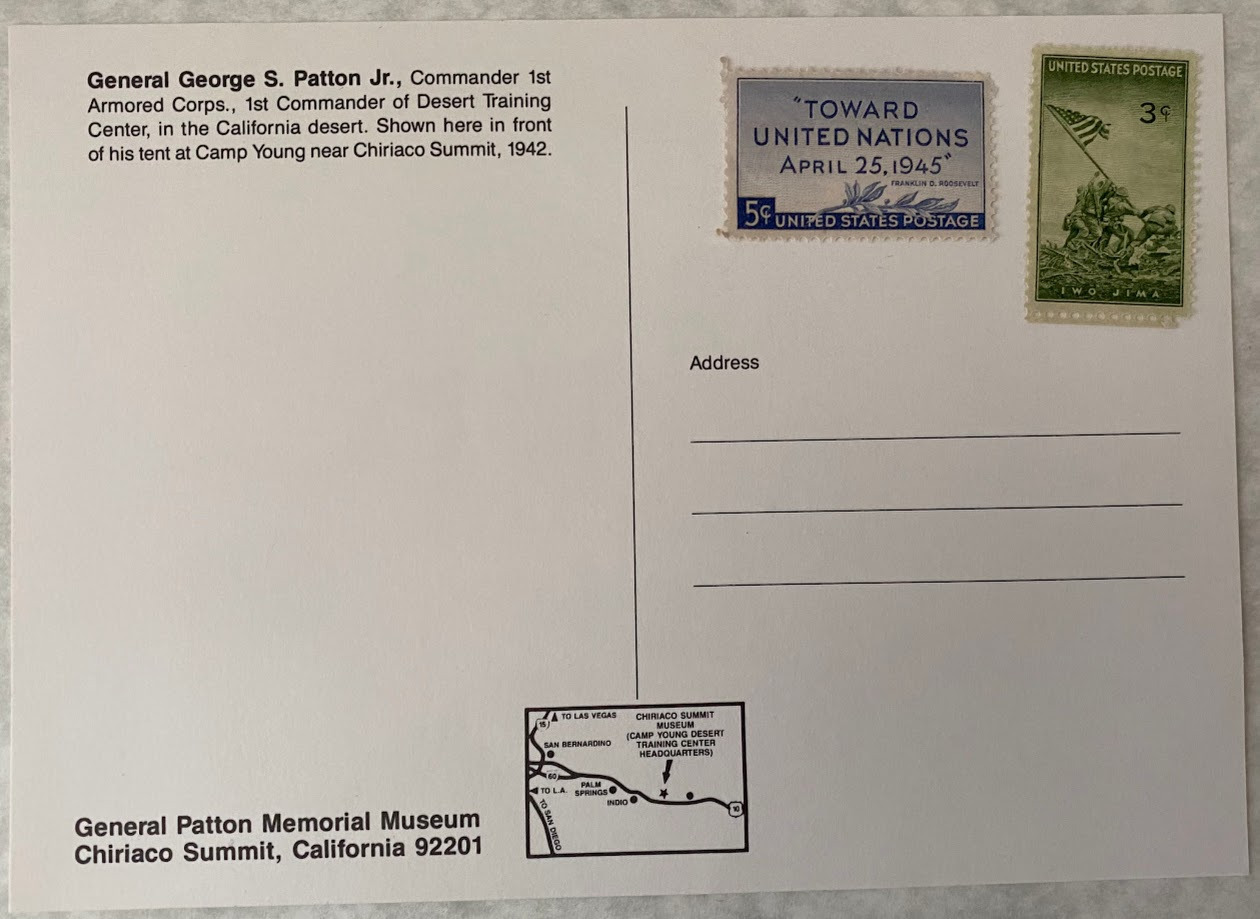 General George S. Patton Jr., Commander 1st
Armored Corps., 1st Commander of Desert Training
Center, in the California desert. Shown here in front
of his tent at Camp Young near Chiriaco Summit, 1942.
"TOWARD
UNITED NATIONS
APRIL 25, 1945"
FRANKLIN D. ROOSEVELT
5¢ UNITED STATES POSTAGE
UNITED STATES POSTAGE
3¢
IWO JIMA
Address
15
TO LAS VEGAS
CHIRIACO SUMMIT
MUSEUM
(CAMP YOUNG DESERT
TRAINING CENTER
HEADQUARTERS)
SAN BERNARDINO
60
TO L.A.
PALM
SPRINGS
INDIO
10
TO SAN DIEGO
General Patton Memorial Museum
Chiriaco Summit, California 92201